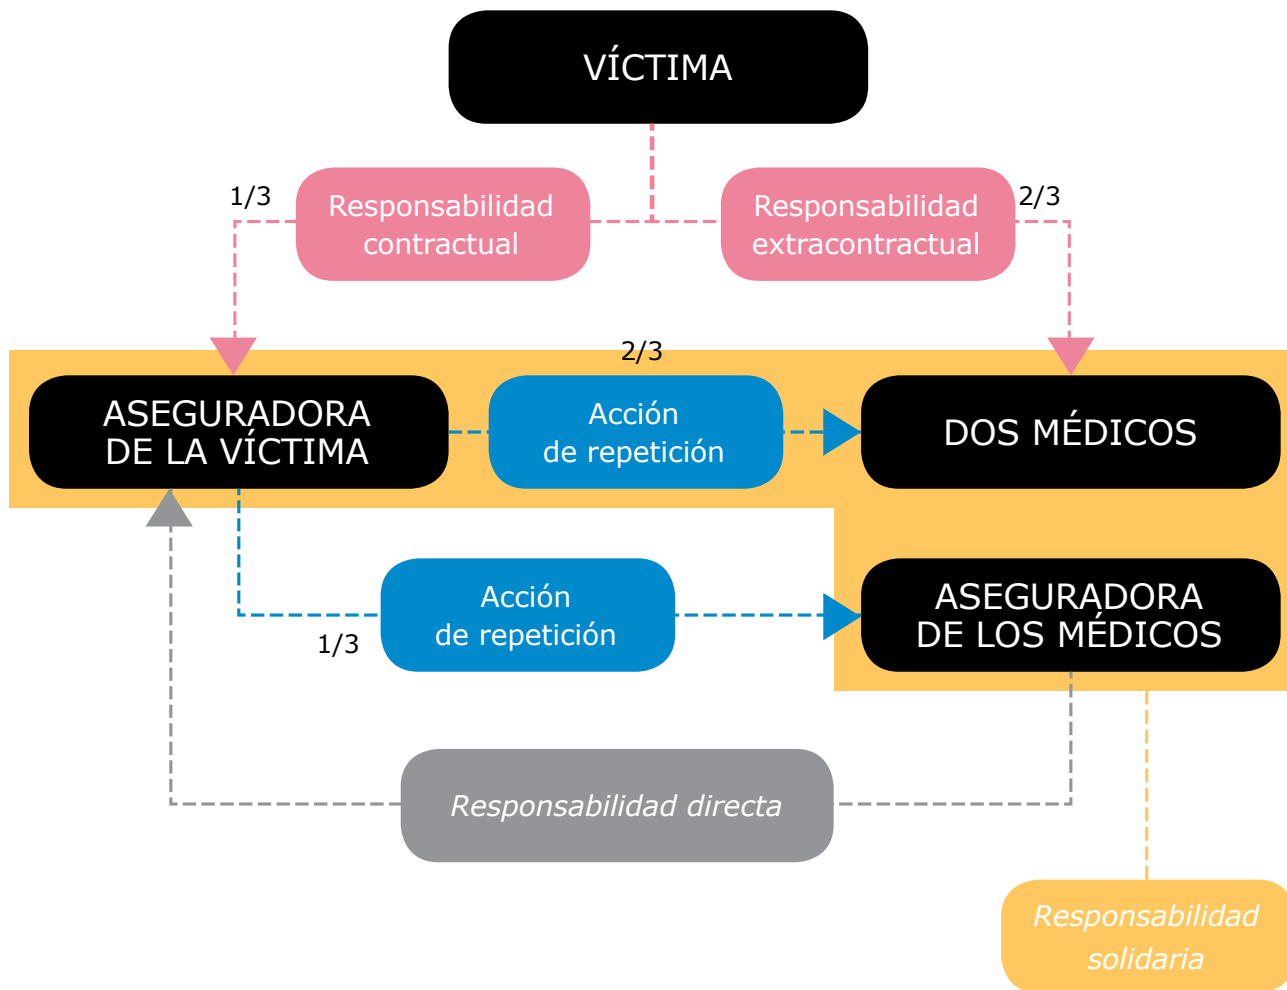 VÍCTIMA
1/3
Responsabilidad
contractual
Responsabilidad
extracontractual
2/3
2/3
ASEGURADORA
DE LA VÍCTIMA
Acción
de repetición
DOS MÉDICOS
1/3
Acción
de repetición
ASEGURADORA
DE LOS MÉDICOS
Responsabilidad directa
Responsabilidad
solidaria